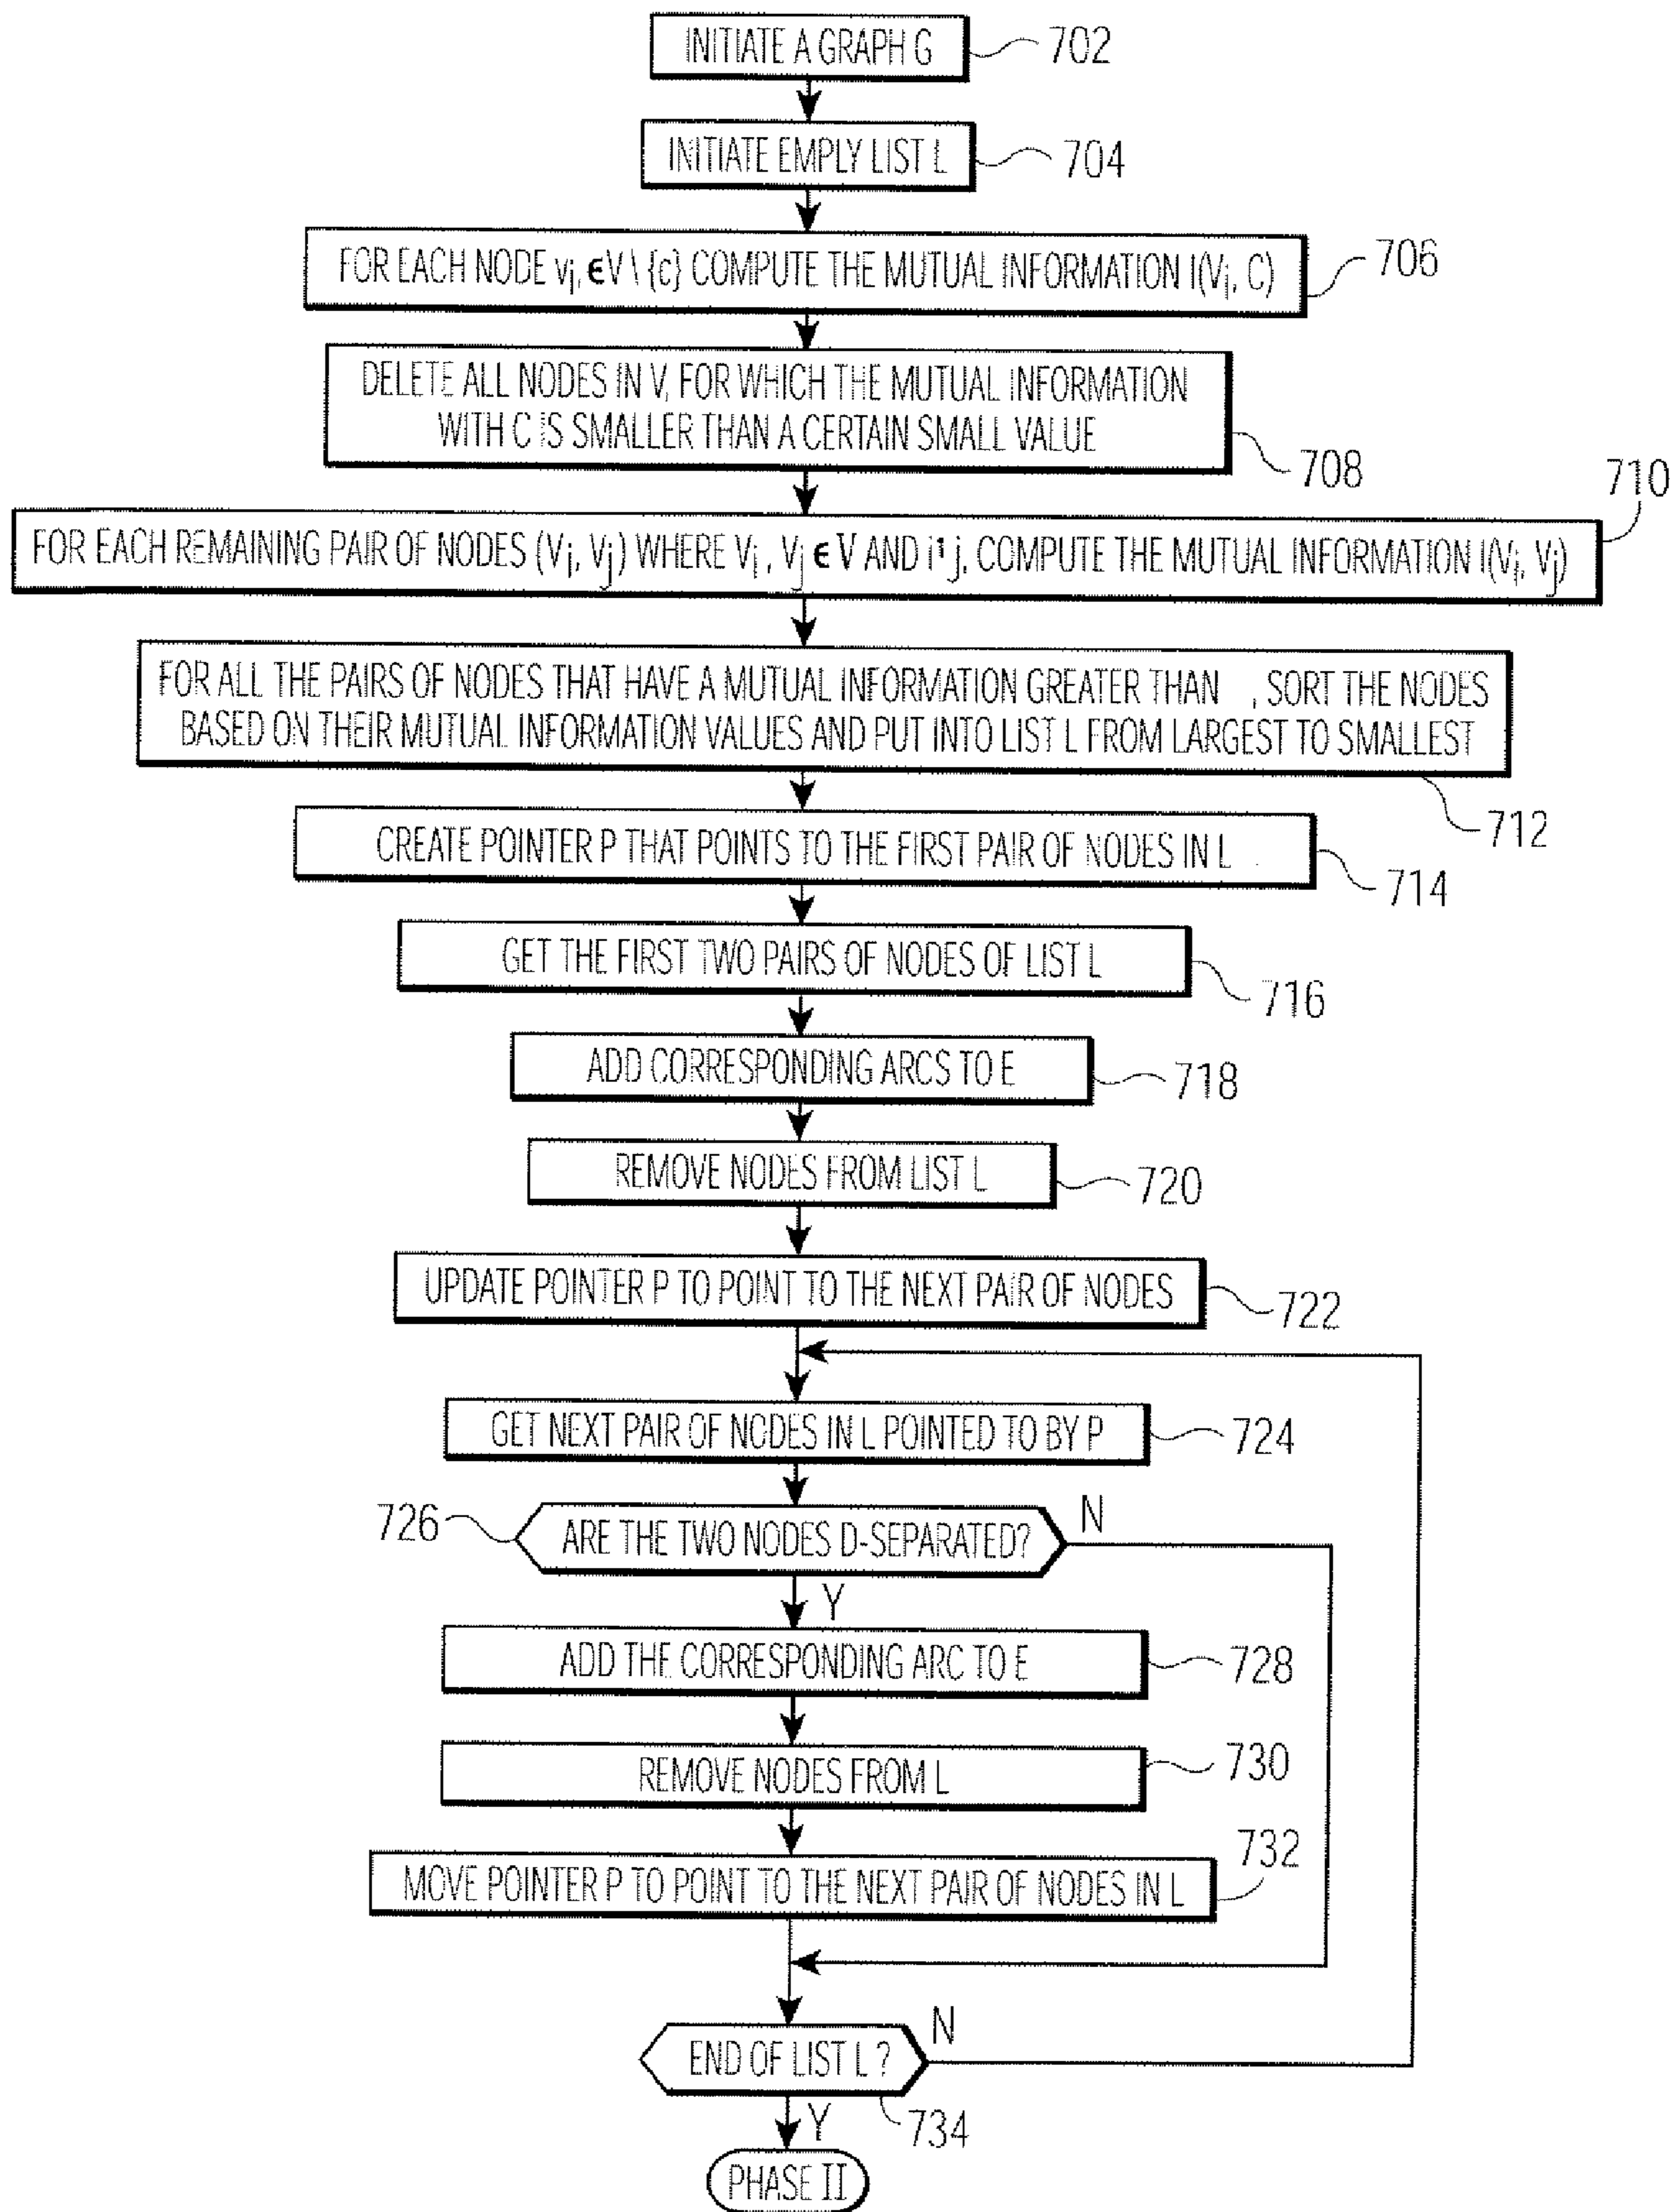 INITIATE A GRAPH G
702
INITIATE EMPLY LIST L
704
FOR EACH NODE vi, ϵV \ {c} COMPUTE THE MUTUAL INFORMATION I(Vi, C)
706
DELETE ALL NODES IN V, FOR WHICH THE MUTUAL INFORMATION
WITH C IS SMALLER THAN A CERTAIN SMALL VALUE
708
710
FOR EACH REMAINING PAIR OF NODES (Vi, Vj) WHERE Vi, Vj ϵ V AND i¹ j, COMPUTE THE MUTUAL INFORMATION I(Vi, Vj)
FOR ALL THE PAIRS OF NODES THAT HAVE A MUTUAL INFORMATION GREATER THAN , SORT THE NODES
BASED ON THEIR MUTUAL INFORMATION VALUES AND PUT INTO LIST L FROM LARGEST TO SMALLEST
712
CREATE POINTER P THAT POINTS TO THE FIRST PAIR OF NODES IN L
714
GET THE FIRST TWO PAIRS OF NODES OF LIST L
716
ADD CORRESPONDING ARCS TO E
718
REMOVE NODES FROM LIST L
720
UPDATE POINTER P TO POINT TO THE NEXT PAIR OF NODES
722
GET NEXT PAIR OF NODES IN L POINTED TO BY P
724
726
ARE THE TWO NODES D-SEPARATED?
N
Y
ADD THE CORRESPONDING ARC TO E
728
REMOVE NODES FROM L
730
732
MOVE POINTER P TO POINT TO THE NEXT PAIR OF NODES IN L
END OF LIST L ?
N
734
Y
PHASE II